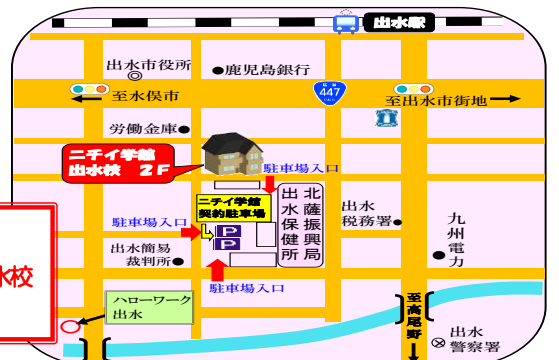 出水駅
出水市役所
鹿児島銀行
国道
447
至水俣市
至出水市街地
労働金庫
ニチイ学館
出水校 2F
駐車場入口
ニチイ学館
契約駐車場
北薩振興局
出水保健所
出水
税務署
九州電力
駐車場入口
P
P
出水簡易
裁判所
駐車場入口
水校
ハローワーク
出水
至高尾野
出水
警察署